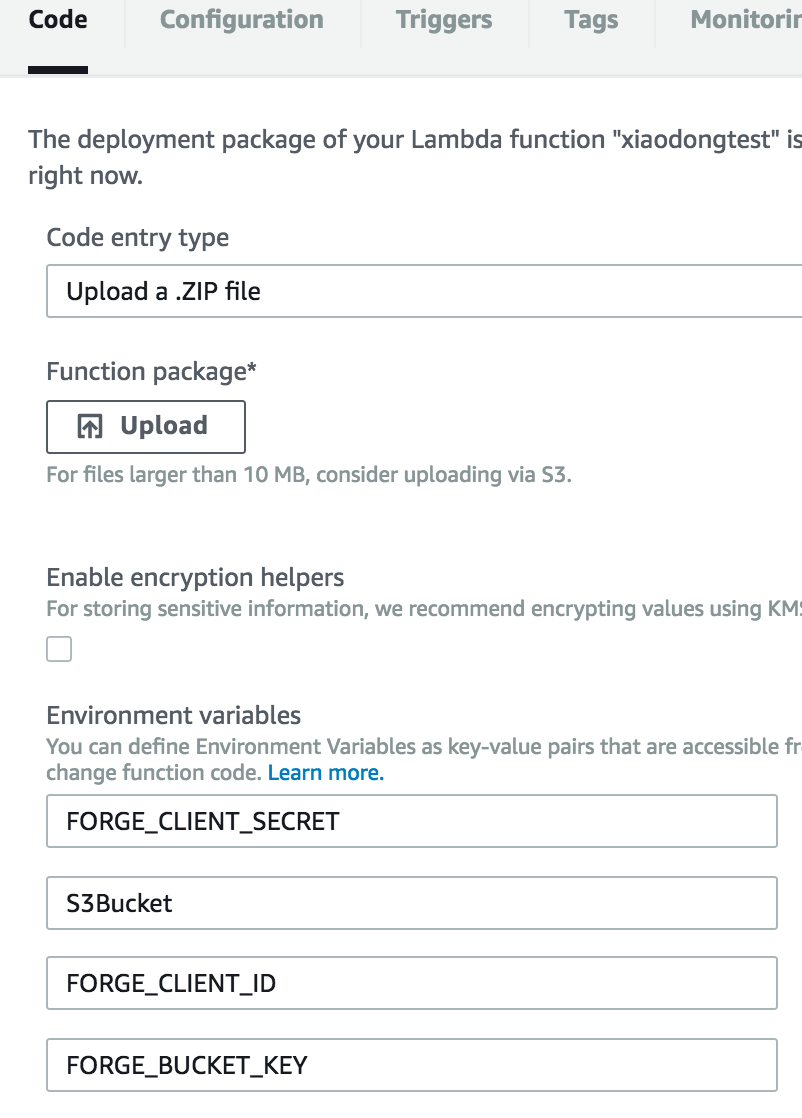 Code Configuration Triggers Tags Monitorin
The deployment package of your Lambda function "xiaodongtest" is
right now.
Code entry type
Upload a .ZIP file
Function package*
Upload
For files larger than 10 MB, consider uploading via S3.
Enable encryption helpers
For storing sensitive information, we recommend encrypting values using KMS
Environment variables
You can define Environment Variables as key-value pairs that are accessible fr
change function code. Learn more.
FORGE_CLIENT_SECRET
S3Bucket
FORGE_CLIENT_ID
FORGE_BUCKET_KEY